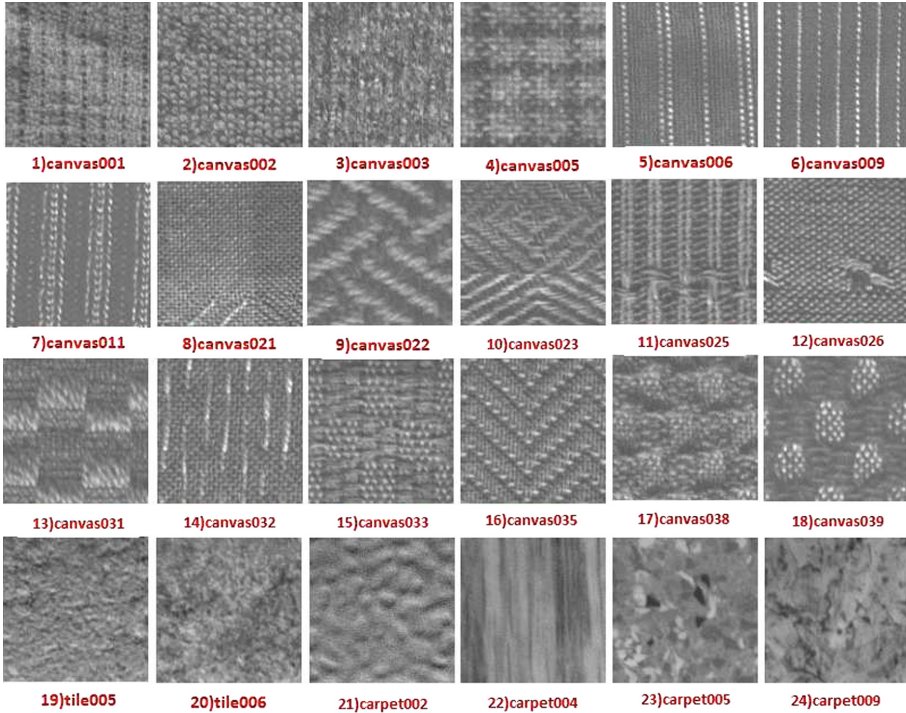 1)canvas001
2)canvas002
3)canvas003
4)canvas005
5)canvas006
6)canvas009
7)canvas011
8)canvas021
9)canvas022
10)canvas023
11)canvas025
12)canvas026
13)canvas031
14)canvas032
15)canvas033
16)canvas035
17)canvas038
18)canvas039
19)tile005
20)tile006
21)carpet002
22)carpet004
23)carpet005
24)carpet009